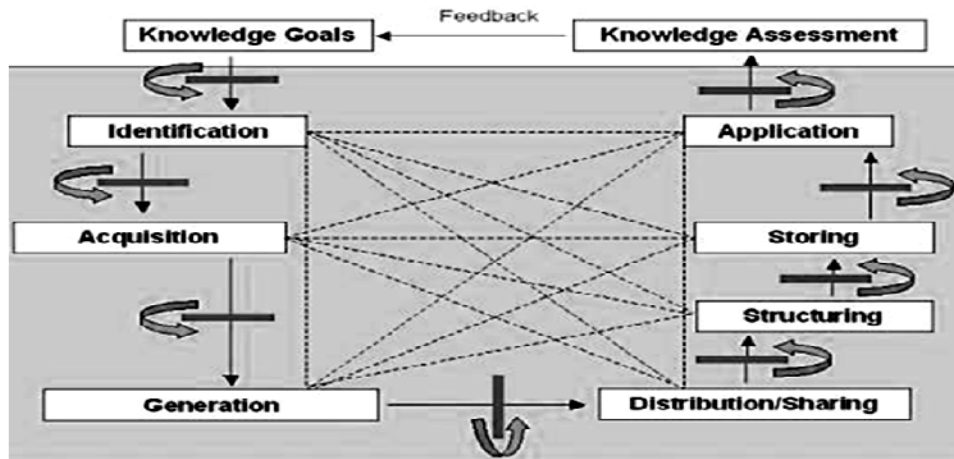 Feedback
Knowledge Goals
Knowledge Assessment
Identification
Application
Acquisition
Storing
Structuring
Generation
Distribution/Sharing